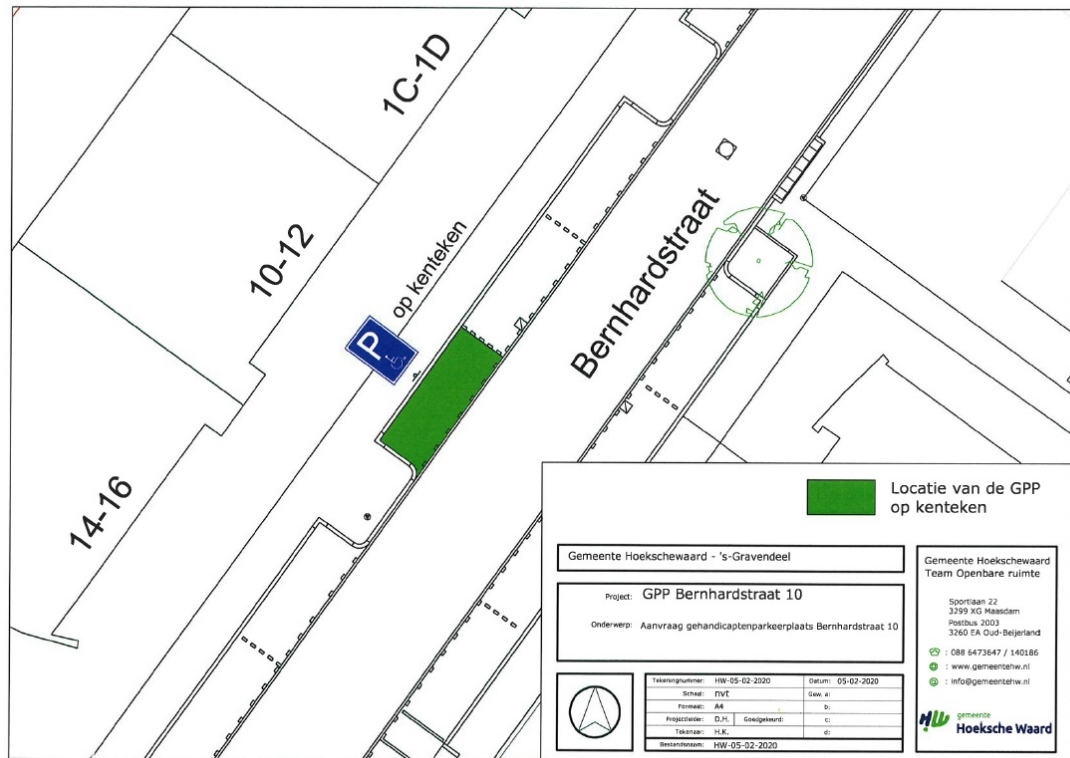 1C-1D
10-12
14-16
P
op kenteken
Bernhardstraat
Locatie van de GPP
op kenteken
Gemeente Hoekschewaard - 's-Gravendeel
Project: GPP Bernhardstraat 10
Onderwerp: Aanvraag gehandicaptenparkeerplaats Bernhardstraat 10
Tekeningnummer: HW-05-02-2020 Datum: 05-02-2020
Schaal: nvt Gew. a:
Formaat: A4 b:
Projectleider: D.H. Goedgekeurd: c:
Tekenaar: H.K. d:
Bestandsnaam: HW-05-02-2020
Gemeente Hoekschewaard
Team Openbare ruimte
Sportlaan 22
3299 XG Maasdam
Postbus 2003
3260 EA Oud-Beijerland
: 088 6473647 / 140186
: www.gemeentehw.nl
: info@gemeentehw.nl
HW gemeente
Hoeksche Waard